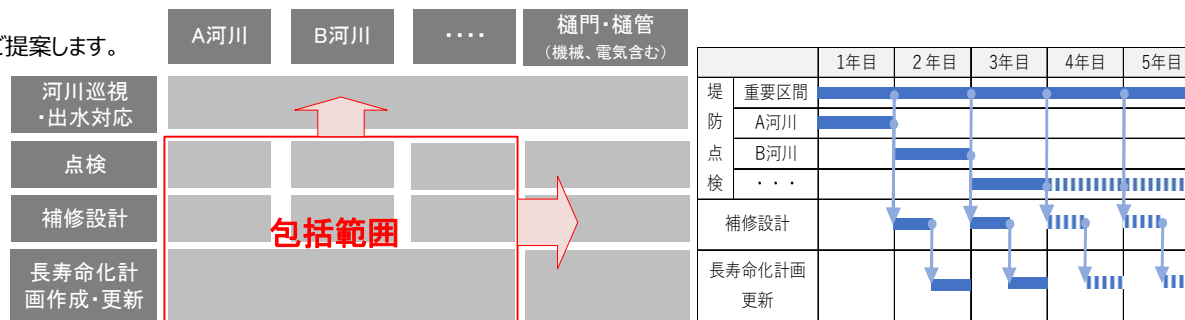 ご提案します。
A河川
B河川
････
樋門・樋管
（機械、電気含む）
河川巡視
・出水対応
点検
補修設計
長寿命化計
画作成・更新
包括範囲
1年目
２年目
3年目
4年目
5年目
堤
防
点
検
重要区間
A河川
B河川
・・・
補修設計
長寿命化計画
更新